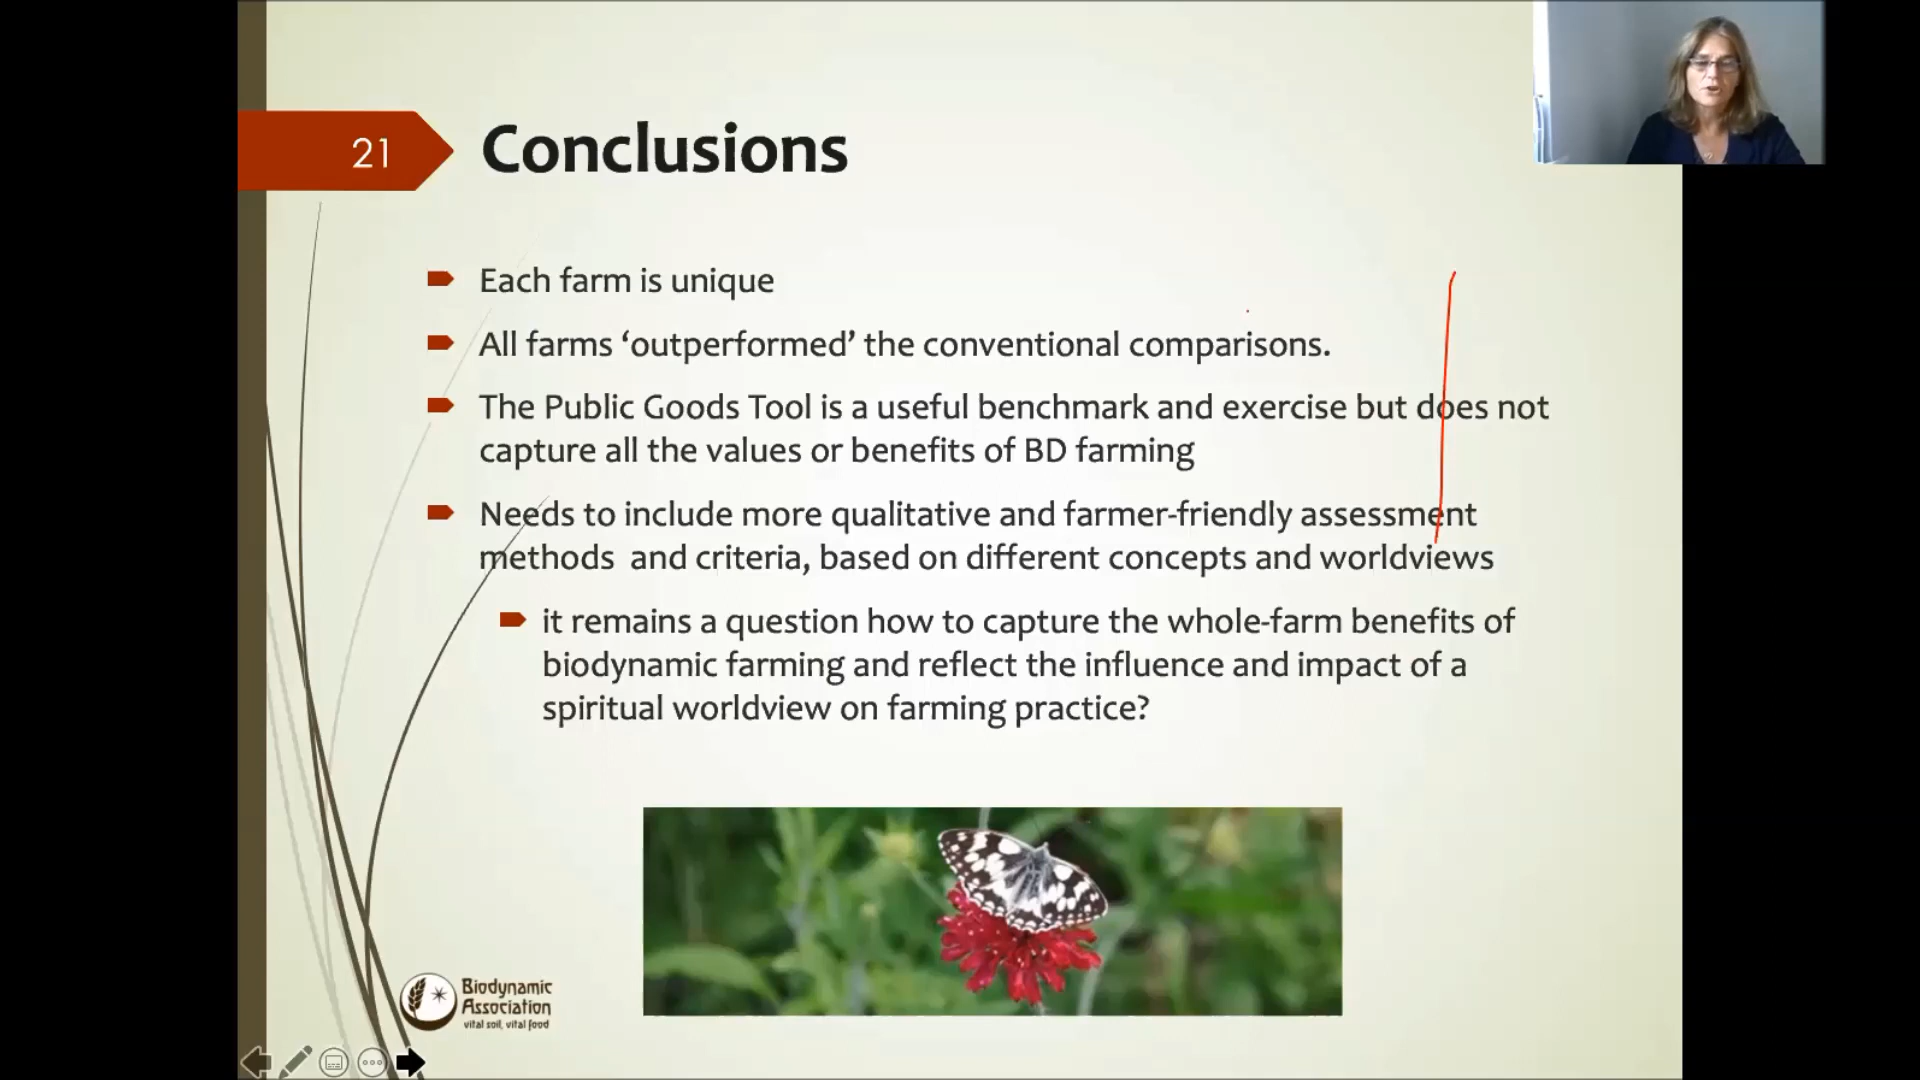 21
Conclusions
Each farm is unique
All farms ‘outperformed’ the conventional comparisons.
The Public Goods Tool is a useful benchmark and exercise but does not
capture all the values or benefits of BD farming
Needs to include more qualitative and farmer-friendly assessment
methods  and criteria, based on different concepts and worldviews
it remains a question how to capture the whole-farm benefits of
biodynamic farming and reflect the influence and impact of a
spiritual worldview on farming practice?
Biodynamic
Association
vital soil, vital food